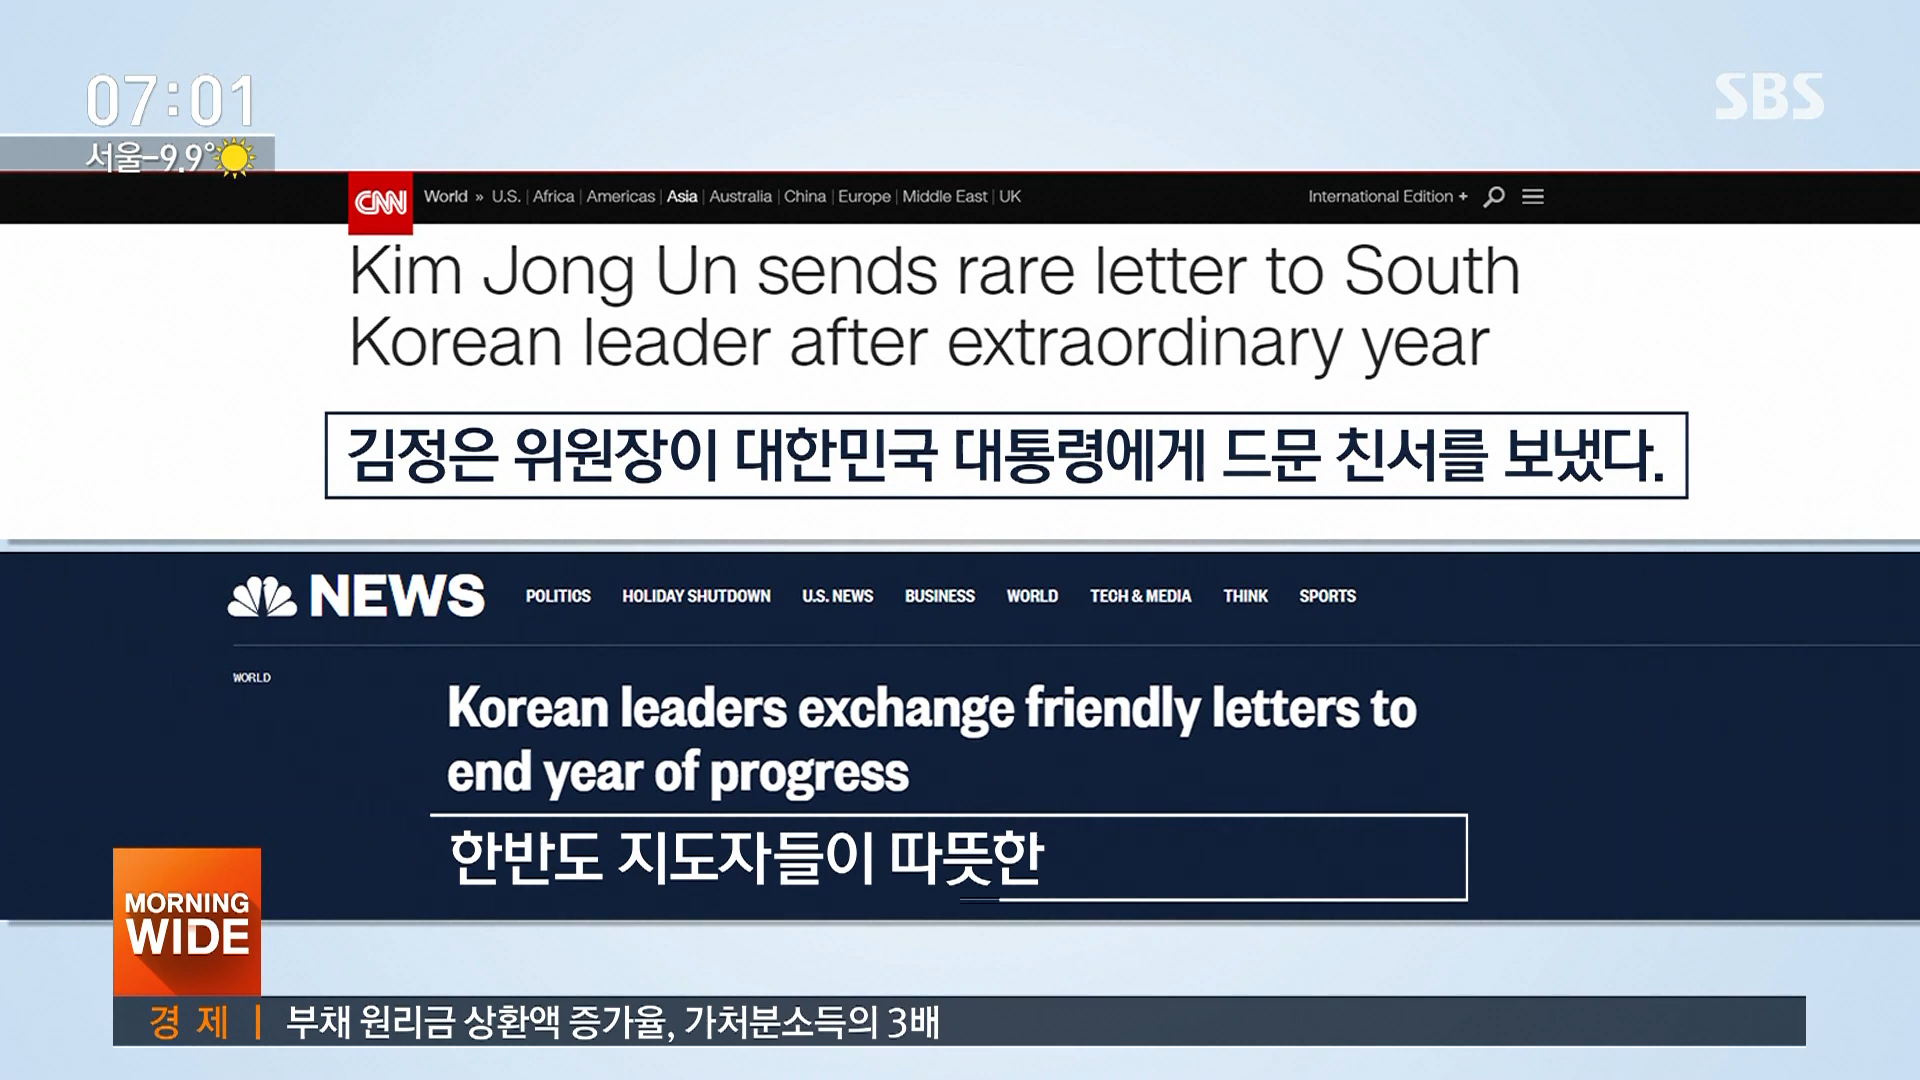 07:01
SBS
서울-9.9°
CNN World » U.S. | Africa | Americas | Asia | Australia | China | Europe | Middle East | UK International Edition +
Kim Jong Un sends rare letter to South
Korean leader after extraordinary year
김정은 위원장이 대한민국 대통령에게 드문 친서를 보냈다.
NEWS POLITICS HOLIDAY SHUTDOWN U.S. NEWS BUSINESS WORLD TECH & MEDIA THINK SPORTS
WORLD
Korean leaders exchange friendly letters to
end year of progress
한반도 지도자들이 따뜻한
MORNING
WIDE
경제 | 부채 원리금 상환액 증가율, 가처분소득의 3배